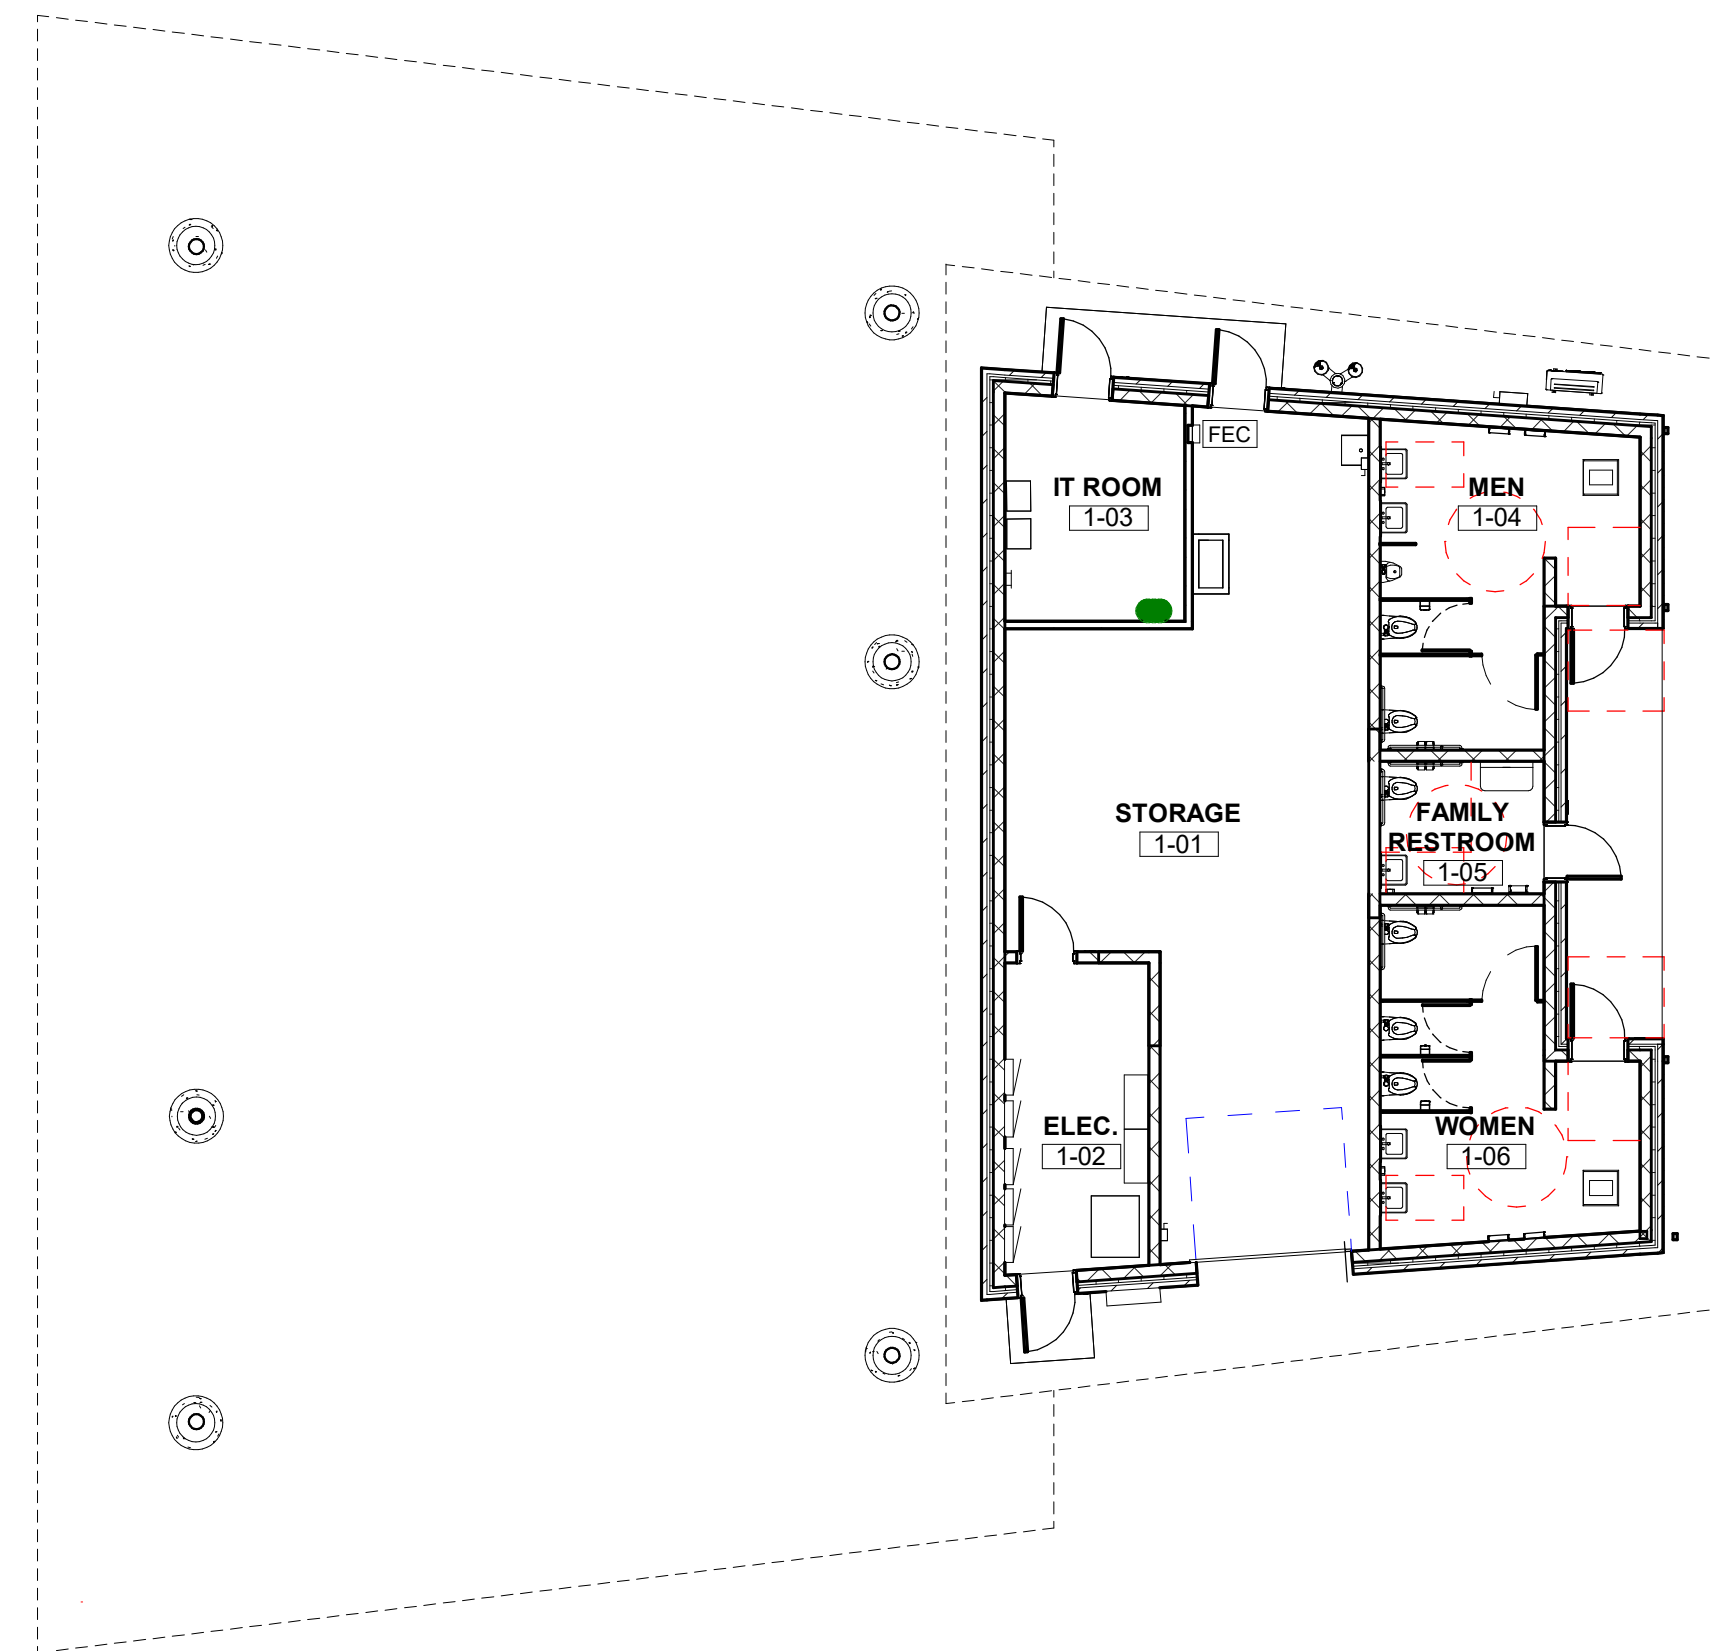 FEC
IT ROOM
1-03
MEN
1-04
STORAGE
1-01
FAMILY
RESTROOM
1-05
ELEC.
1-02
WOMEN
1-06